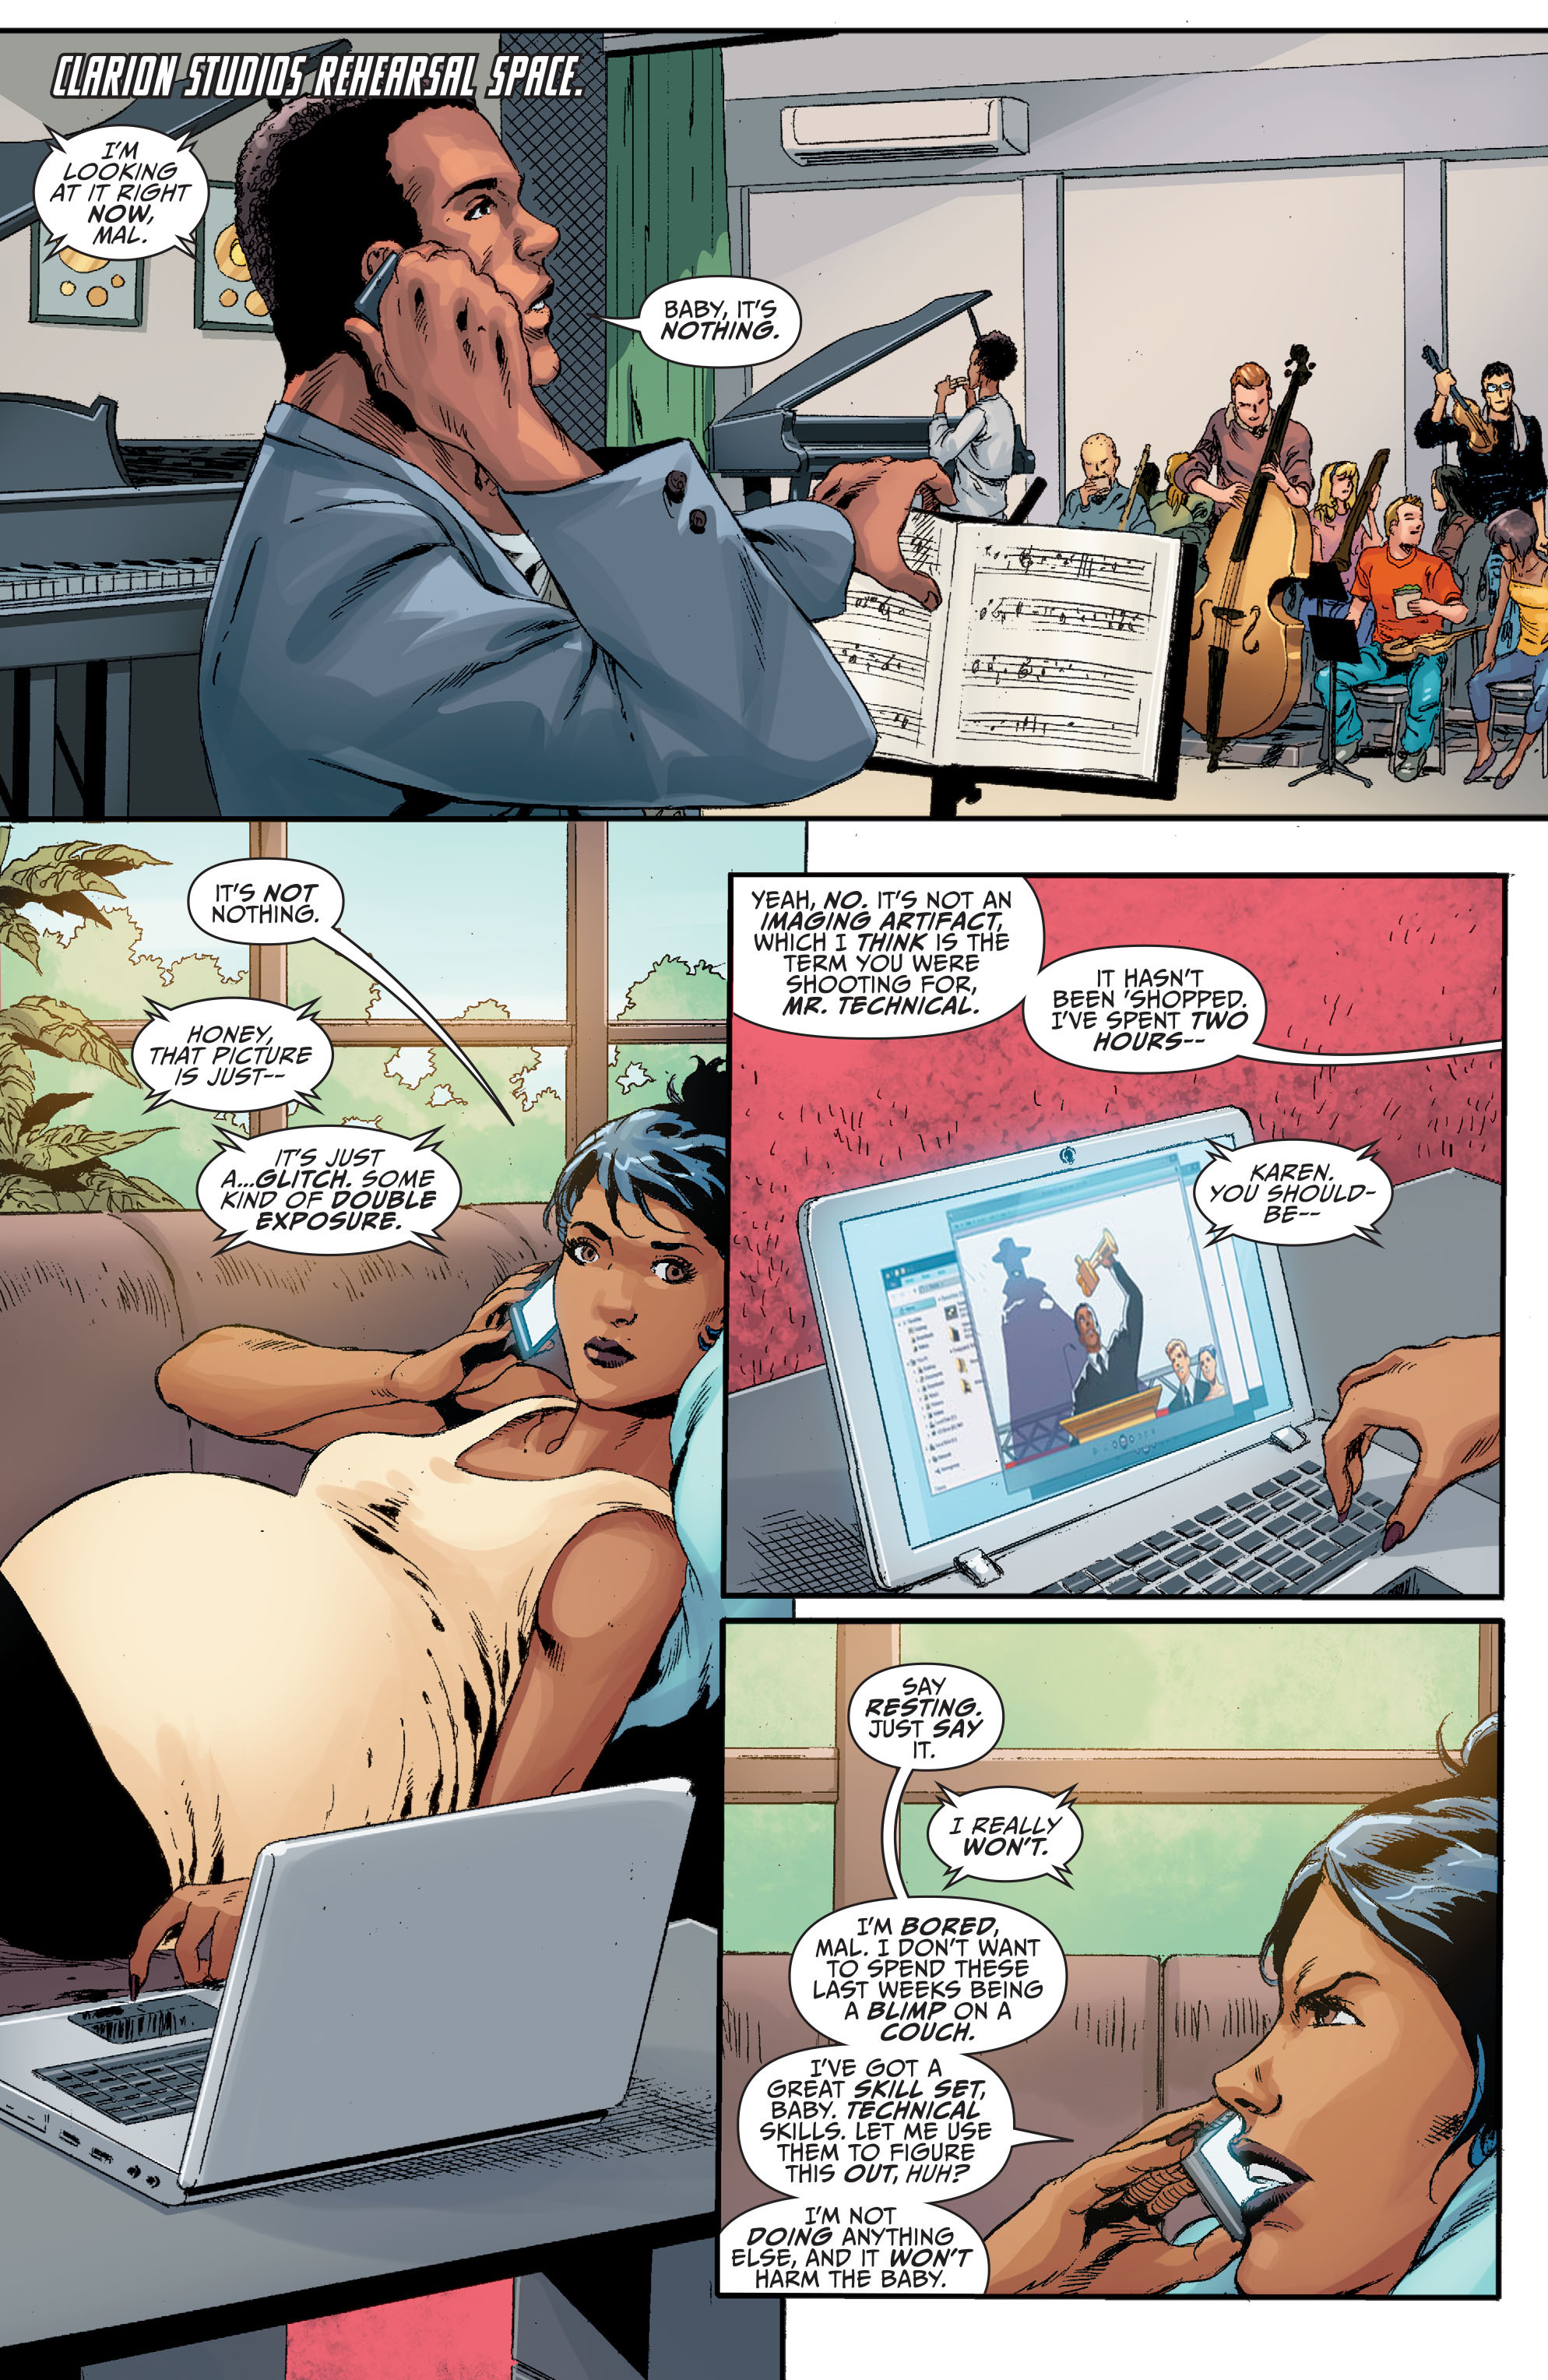 CLARION STUDIOS REHEARSAL SPACE.
I'M
LOOKING
AT IT RIGHT
NOW,
MAL.
BABY, IT'S
NOTHING.
IT'S NOT
NOTHING.
HONEY,
THAT PICTURE
IS JUST--
IT'S JUST
A...GLITCH. SOME
KIND OF DOUBLE
EXPOSURE.
YEAH, NO. IT'S NOT AN
IMAGING ARTIFACT,
WHICH I THINK IS THE
TERM YOU WERE
SHOOTING FOR,
MR. TECHNICAL.
IT HASN'T
BEEN 'SHOPPED.
I'VE SPENT TWO
HOURS--
KAREN.
YOU SHOULD-
BE--
SAY
RESTING.
JUST SAY
IT.
I REALLY
WON'T.
I'M BORED,
MAL. I DON'T WANT
TO SPEND THESE
LAST WEEKS BEING
A BLIMP ON A
COUCH.
I'VE GOT A
GREAT SKILL SET,
BABY. TECHNICAL
SKILLS. LET ME USE
THEM TO FIGURE
THIS OUT, HUH?
I'M NOT
DOING ANYTHING
ELSE, AND IT WON'T
HARM THE BABY.